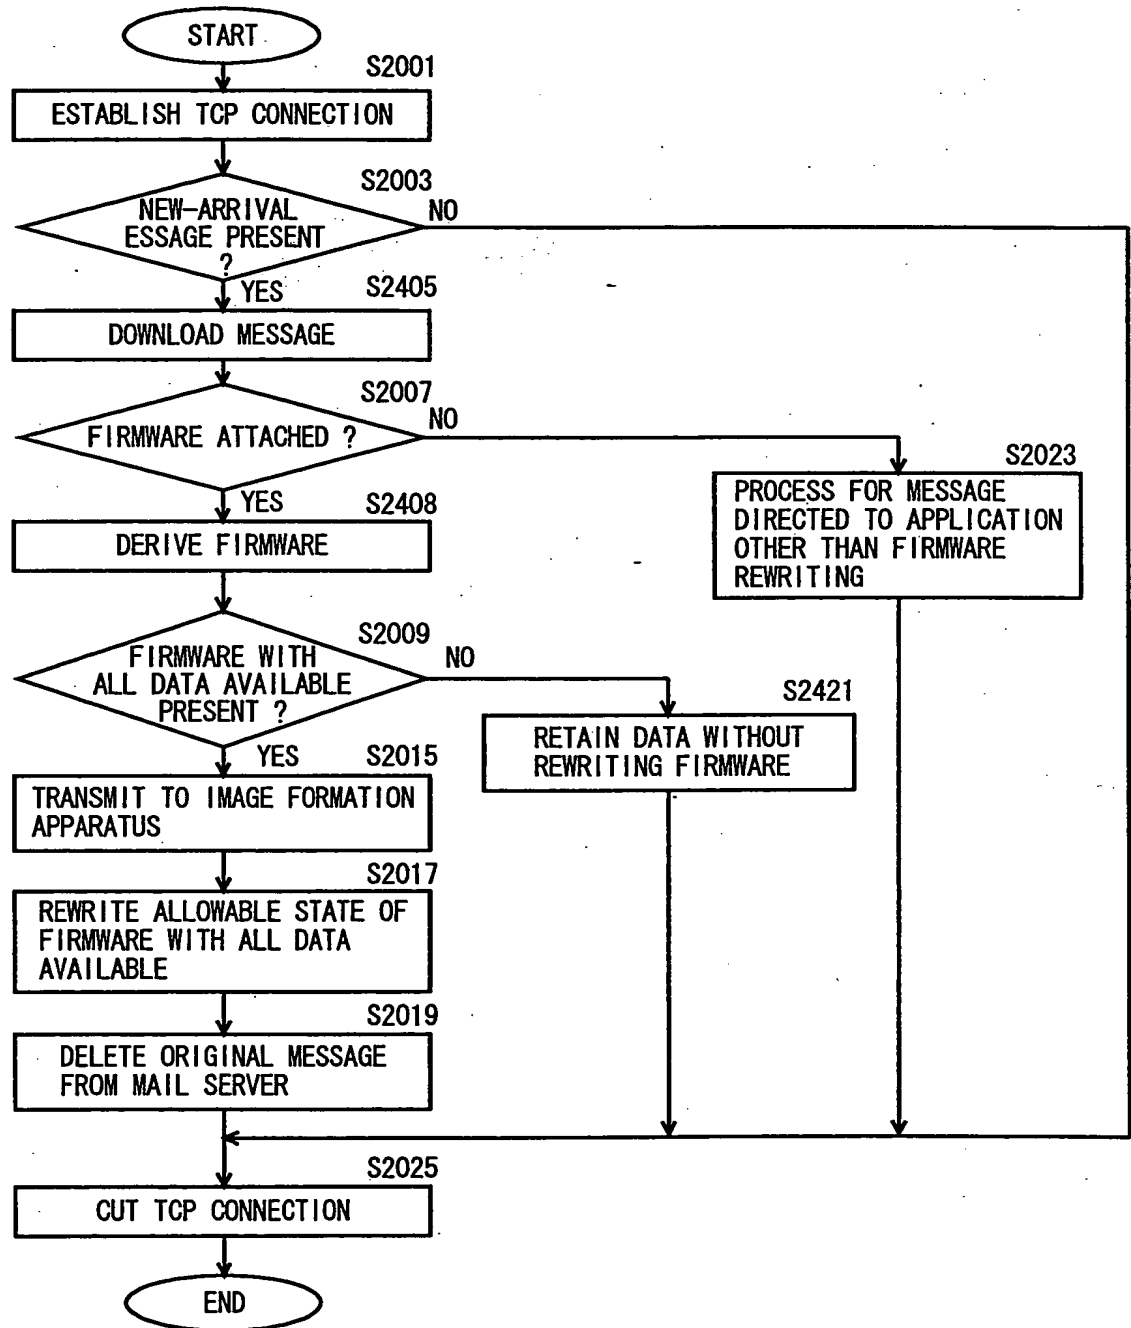 START
S2001
ESTABLISH TCP CONNECTION
S2003
NEW-ARRIVAL
ESSAGE PRESENT
?
NO
YES
S2405
DOWNLOAD MESSAGE
S2007
FIRMWARE ATTACHED ?
NO
YES
S2023
PROCESS FOR MESSAGE
DIRECTED TO APPLICATION
OTHER THAN FIRMWARE
REWRITING
S2408
DERIVE FIRMWARE
S2009
FIRMWARE WITH
ALL DATA AVAILABLE
PRESENT ?
NO
YES
S2421
RETAIN DATA WITHOUT
REWRITING FIRMWARE
S2015
TRANSMIT TO IMAGE FORMATION
APPARATUS
S2017
REWRITE ALLOWABLE STATE OF
FIRMWARE WITH ALL DATA
AVAILABLE
S2019
DELETE ORIGINAL MESSAGE
FROM MAIL SERVER
S2025
CUT TCP CONNECTION
END